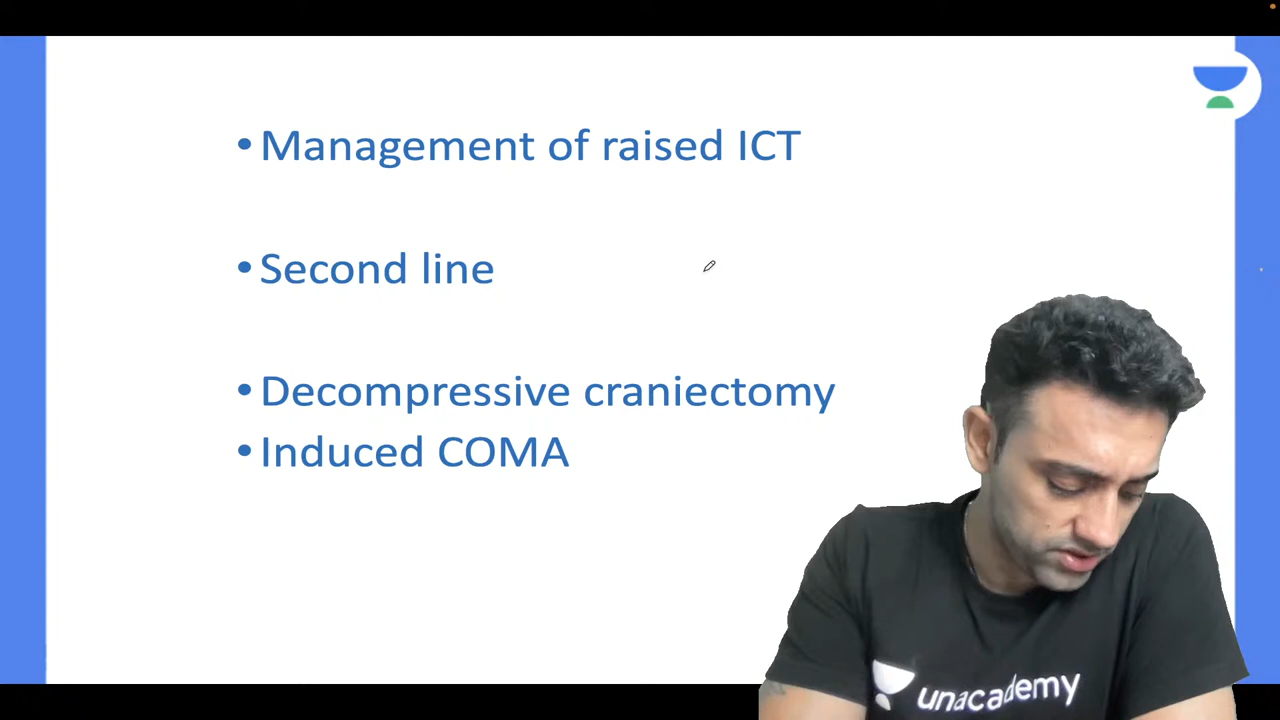 • Management of raised ICT
• Second line
• Decompressive craniectomy
• Induced COMA
unacademy